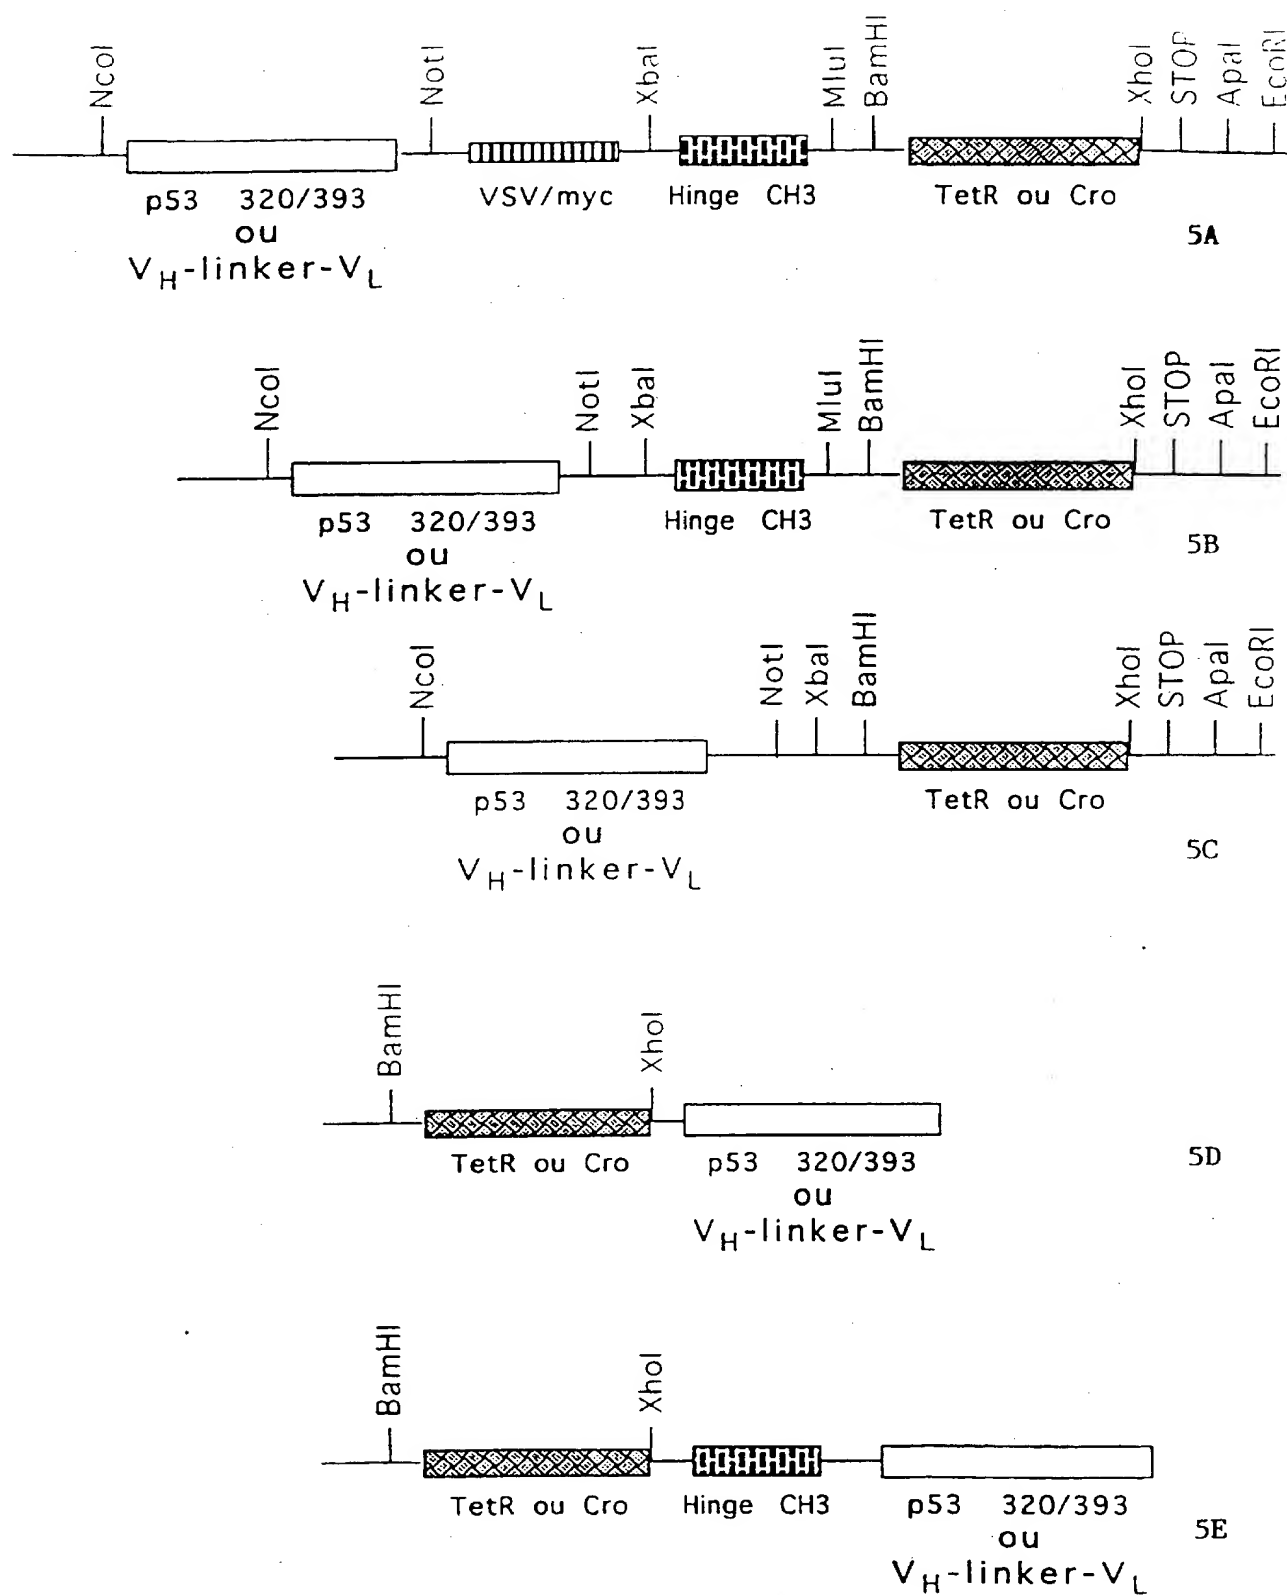 NcoI NotI XbaI MluI BamHI XhoI STOP ApaI EcoRI
p53 320/393 VSV/myc Hinge CH3 TetR ou Cro
ou
5A
VH-linker-VL
NcoI NotI XbaI MluI BamHI XhoI STOP ApaI EcoRI
p53 320/393 Hinge CH3 TetR ou Cro
ou
5B
VH-linker-VL
NcoI NotI XbaI BamHI XhoI STOP ApaI EcoRI
p53 320/393 TetR ou Cro
ou
5C
VH-linker-VL
BamHI XhoI
TetR ou Cro p53 320/393
5D
ou
VH-linker-VL
BamHI XhoI
TetR ou Cro Hinge CH3 p53 320/393
5E
ou
VH-linker-VL